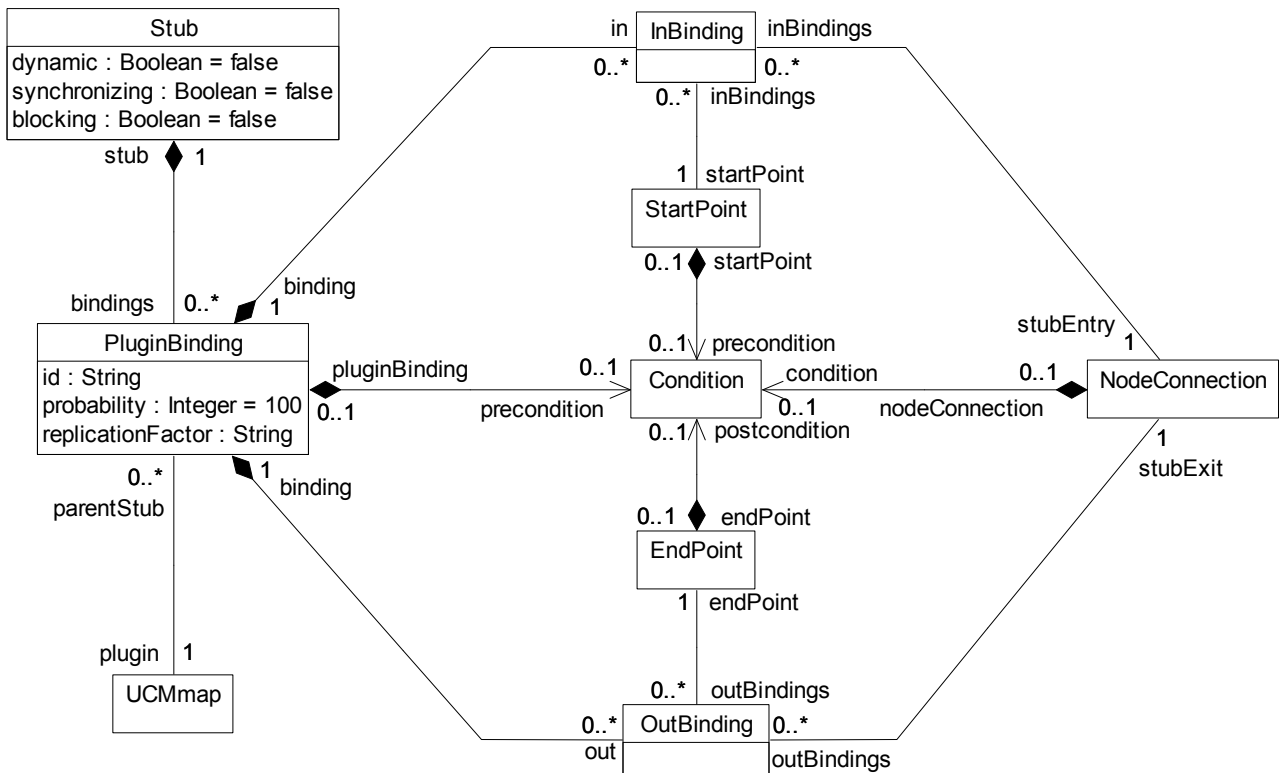 Stub
dynamic : Boolean = false
synchronizing : Boolean = false
blocking : Boolean = false
stub 1
in
InBinding
inBindings
0..*
0..*
0..* inBindings
1 startPoint
StartPoint
0..1 startPoint
bindings 0..*
1 binding
stubEntry 1
PluginBinding
id : String
probability : Integer = 100
replicationFactor : String
pluginBinding
0..1
0..1
precondition
0..1 precondition
Condition
condition
0..1
0..1
nodeConnection
NodeConnection
0..1 postcondition
1
stubExit
0..*
parentStub
1 binding
0..1 endPoint
EndPoint
1 endPoint
plugin 1
UCMmap
0..* outBindings
0..*
out
OutBinding
0..*
outBindings